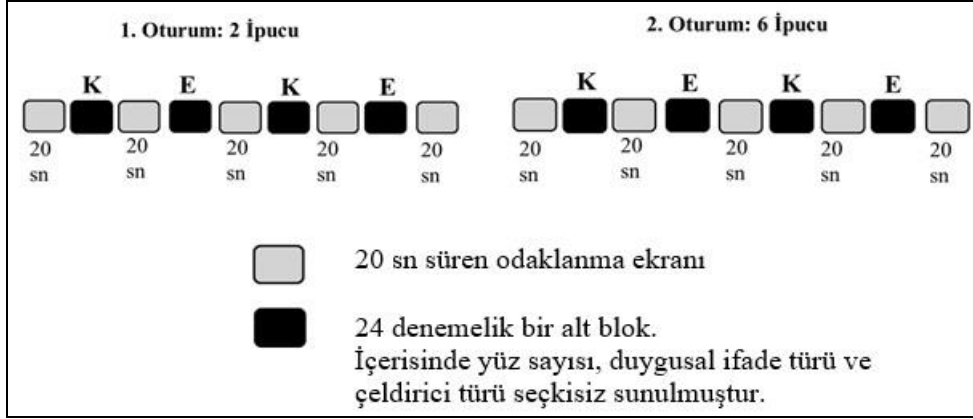 1. Oturum: 2 İpucu
K E K E
20 20 20 20 20
sn sn sn sn sn
2. Oturum: 6 İpucu
K E K E
20 20 20 20 20
sn sn sn sn sn
20 sn süren odaklanma ekranı
24 denemelik bir alt blok.
İçerisinde yüz sayısı, duygusal ifade türü ve
çeldirici türü seçkisiz sunulmuştur.